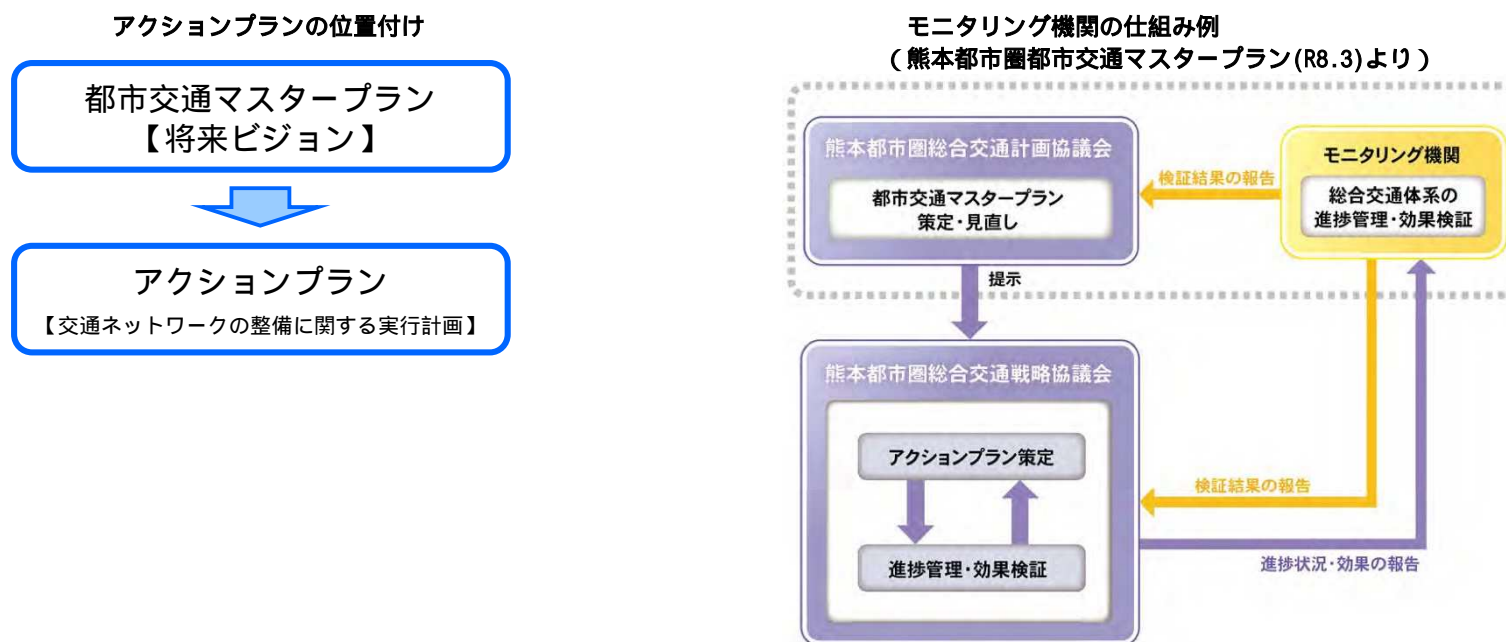 アクションプランの位置付け
都市交通マスタープラン
【将来ビジョン】
アクションプラン
【交通ネットワークの整備に関する実行計画】
モニタリング機関の仕組み例
（熊本都市圏都市交通マスタープラン(R8.3)より）
熊本都市圏総合交通計画協議会
都市交通マスタープラン
策定・見直し
検証結果の報告
モニタリング機関
総合交通体系の
進捗管理・効果検証
提示
熊本都市圏総合交通戦略協議会
アクションプラン策定
進捗管理・効果検証
検証結果の報告
進捗状況・効果の報告